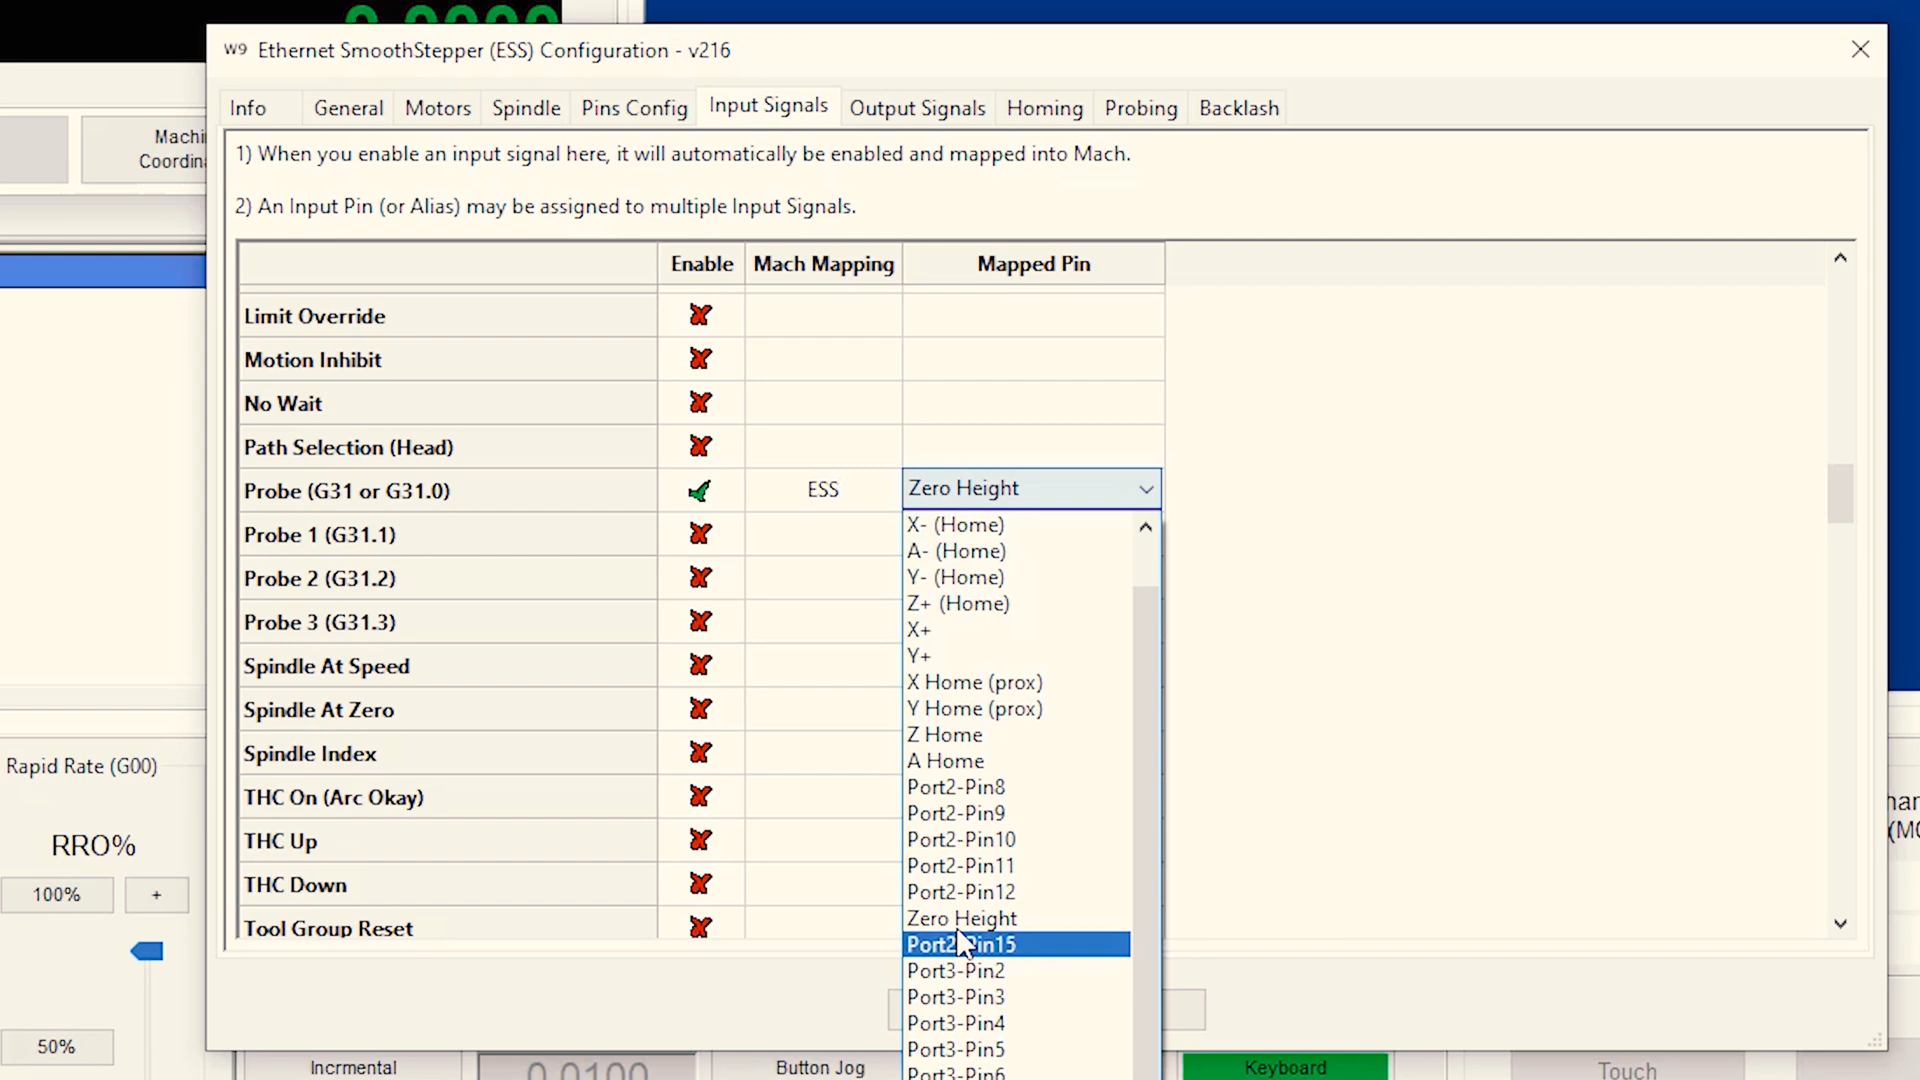 W9 Ethernet SmoothStepper (ESS) Configuration - v216
Info General Motors Spindle Pins Config Input Signals Output Signals Homing Probing Backlash
1) When you enable an input signal here, it will automatically be enabled and mapped into Mach.
2) An Input Pin (or Alias) may be assigned to multiple Input Signals.
Enable Mach Mapping Mapped Pin
Limit Override
Motion Inhibit
No Wait
Path Selection (Head)
Probe (G31 or G31.0) ESS Zero Height
Probe 1 (G31.1)
Probe 2 (G31.2)
Probe 3 (G31.3)
Spindle At Speed
Spindle At Zero
Spindle Index
THC On (Arc Okay)
THC Up
THC Down
Tool Group Reset
X- (Home)
A- (Home)
Y- (Home)
Z+ (Home)
X+
Y+
X Home (prox)
Y Home (prox)
Z Home
A Home
Port2-Pin8
Port2-Pin9
Port2-Pin10
Port2-Pin11
Port2-Pin12
Zero Height
Port2-Pin15
Port3-Pin2
Port3-Pin3
Port3-Pin4
Port3-Pin5
Port3-Pin6
Rapid Rate (G00)
RRO%
100% +
50%
Incrmental 0.0100 Button Jog Keyboard Touch